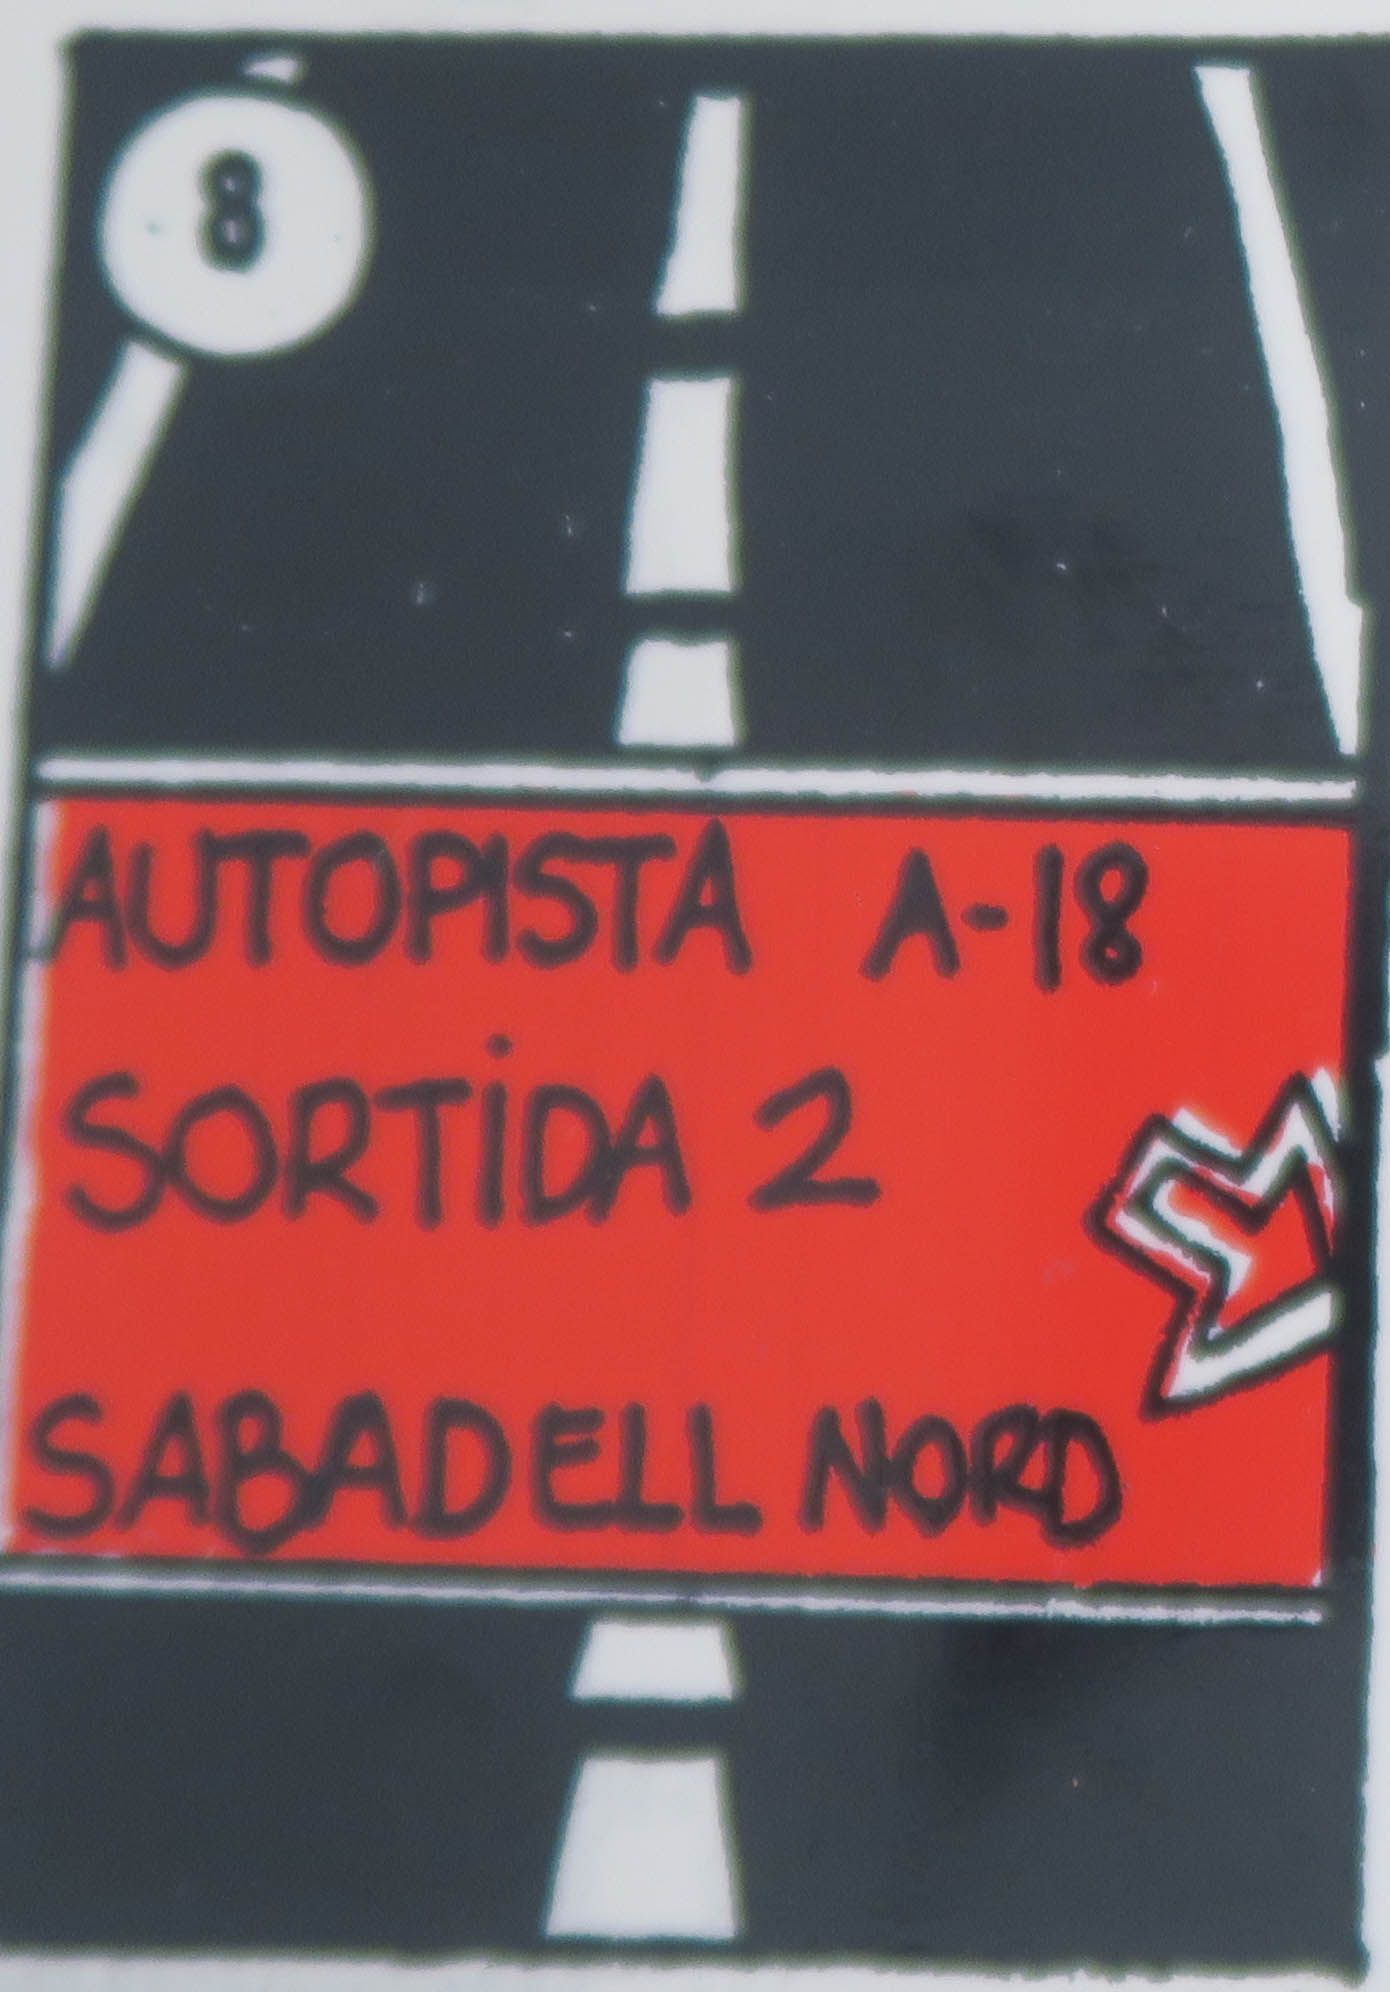 8
AUTOPISTA A-18
SORTiDA 2
SABADELL NORD